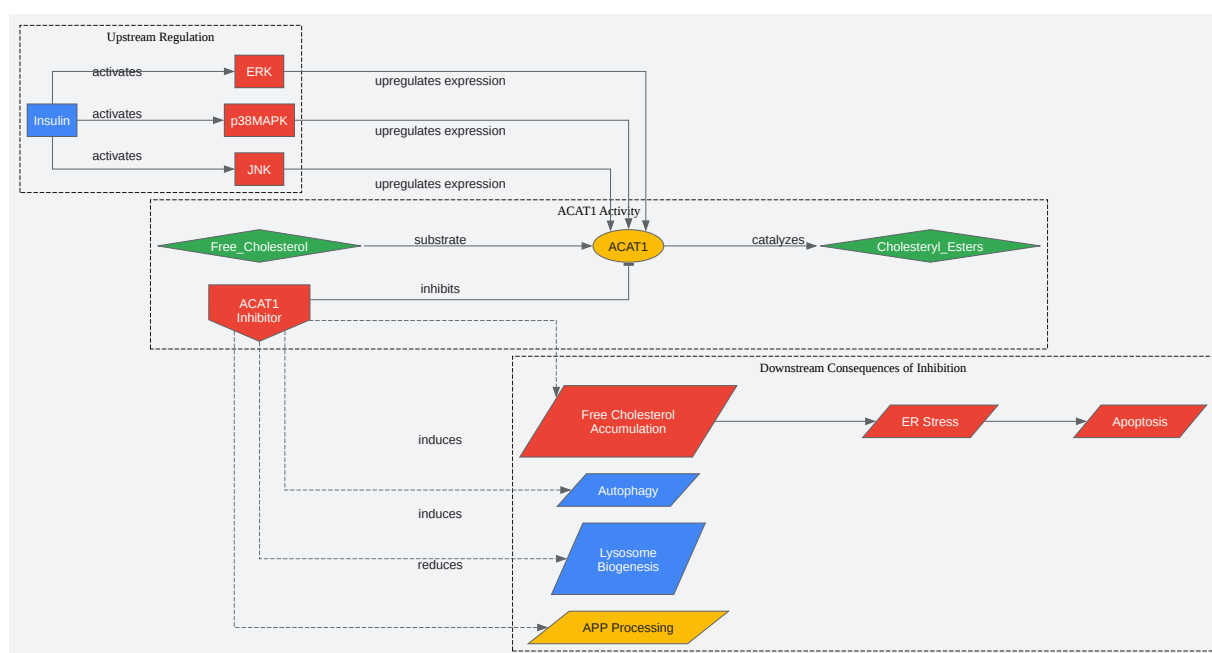 Upstream Regulation
activates
ERK
upregulates expression
Insulin
activates
p38MAPK
upregulates expression
activates
JNK
upregulates expression
ACAT1 Activity
Free_Cholesterol
substrate
ACAT1
catalyzes
Cholesteryl_Esters
inhibits
ACAT1
Inhibitor
Downstream Consequences of Inhibition
Free Cholesterol
Accumulation
ER Stress
Apoptosis
induces
Autophagy
induces
Lysosome
Biogenesis
reduces
APP Processing